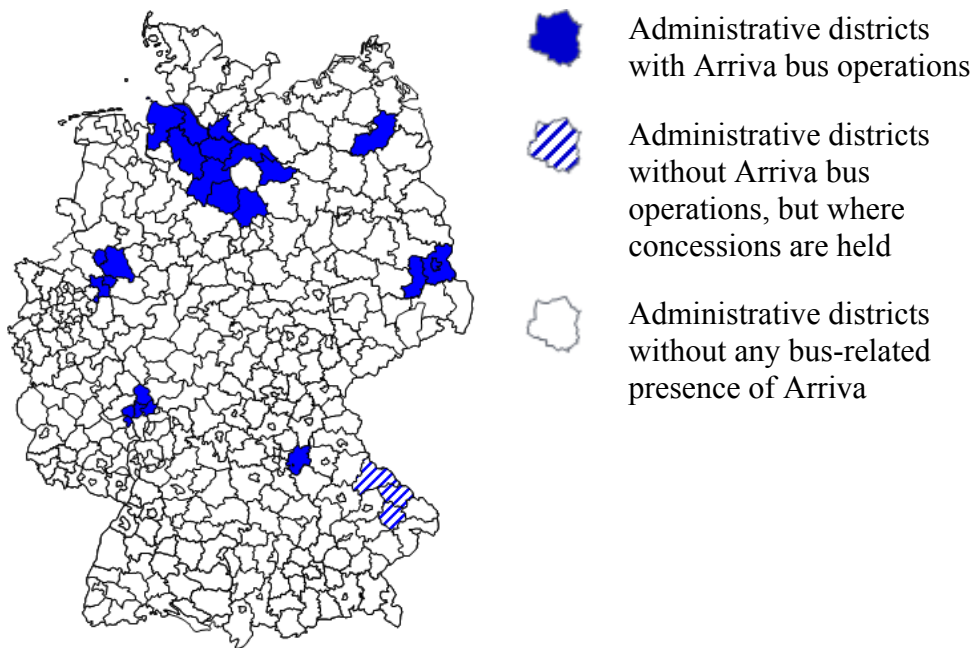 Administrative districts
with Arriva bus operations
Administrative districts
without Arriva bus
operations, but where
concessions are held
Administrative districts
without any bus-related
presence of Arriva